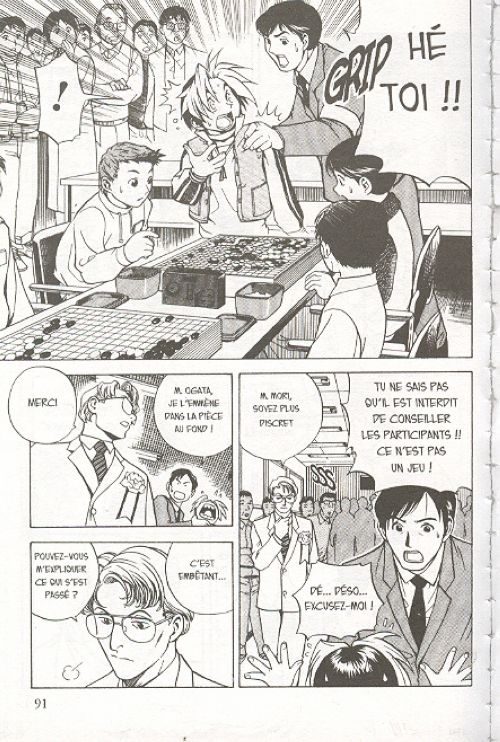 HÉ
TOI !!
GRIP
!
TU NE SAIS PAS
QU'IL EST INTERDIT
DE CONSEILLER
LES PARTICIPANTS !!
CE N'EST PAS
UN JEU !
M. MORI,
SOYEZ PLUS
DISCRET
DÉ... DÉSO...
EXCUSEZ-MOI !
M. OGATA,
JE L'EMMÈNE
DANS LA PIÈCE
AU FOND !
MERCI
C'EST
EMBÊTANT...
POUVEZ-VOUS
M'EXPLIQUER
CE QUI S'EST
PASSÉ ?
91